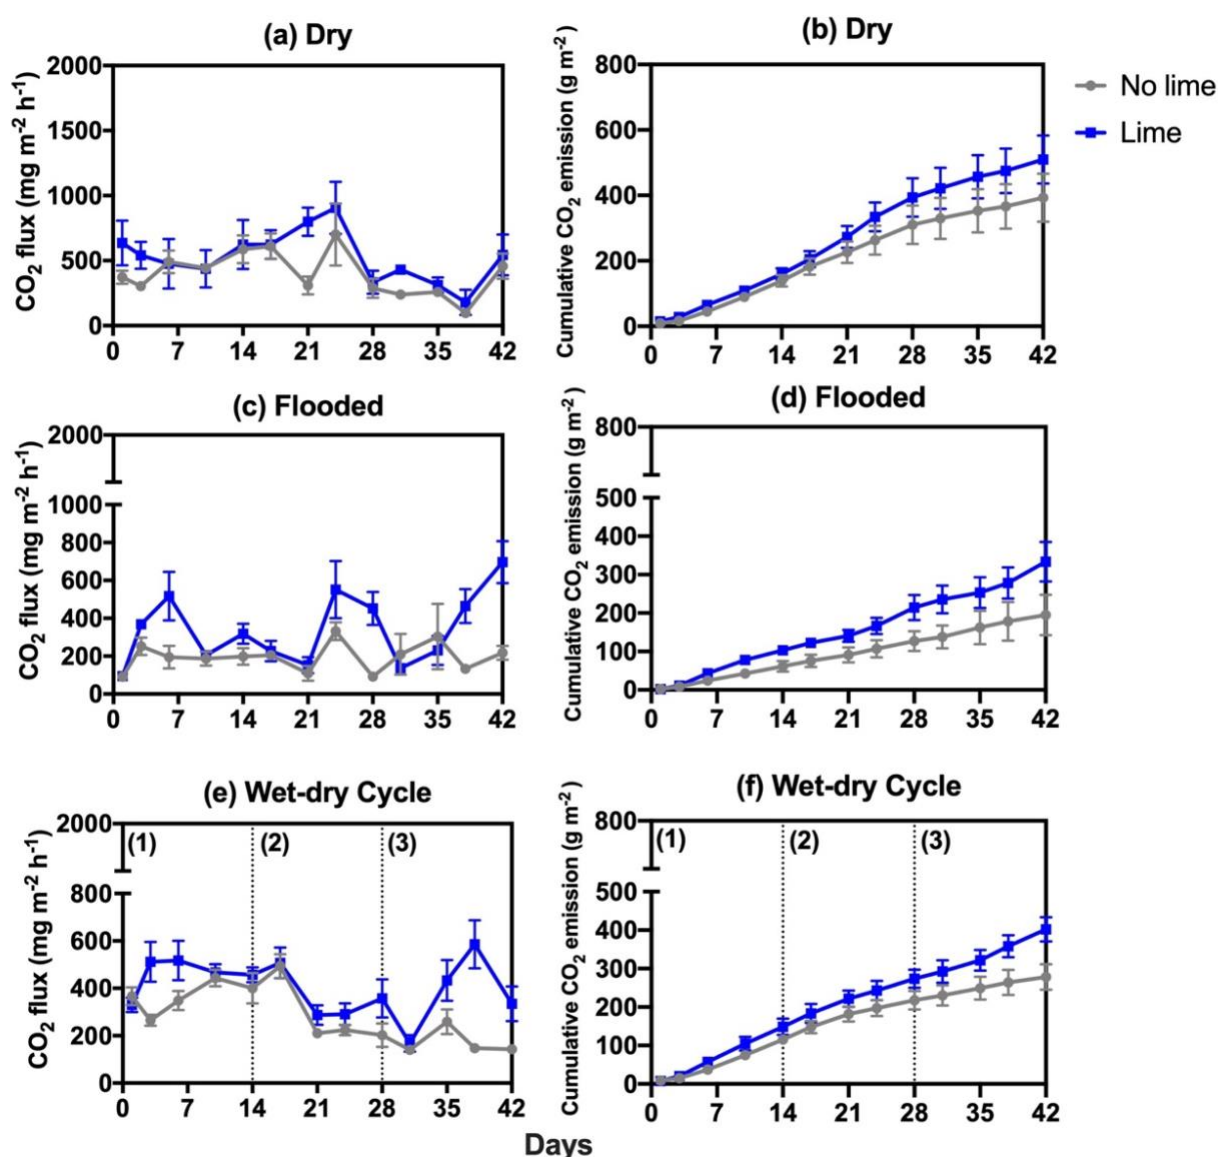 (a) Dry
CO2 flux (mg m-2 h-1)
2000
1500
1000
500
0
0 7 14 21 28 35 42
(b) Dry
Cumulative CO2 emission (g m-2 )
800
600
400
200
0
0 7 14 21 28 35 42
No lime
Lime
(c) Flooded
CO2 flux (mg m-2 h-1)
2000
1000
800
600
400
200
0
0 7 14 21 28 35 42
(d) Flooded
Cumulative CO2 emission (g m-2 )
800
500
400
300
200
100
0
0 7 14 21 28 35 42
(e) Wet-dry Cycle
CO2 flux (mg m-2 h-1)
2000
(1) (2) (3)
800
600
400
200
0
0 7 14 21 28 35 42
(f) Wet-dry Cycle
Cumulative CO2 emission (g m-2 )
800
(1) (2) (3)
500
400
300
200
100
0
0 7 14 21 28 35 42
Days